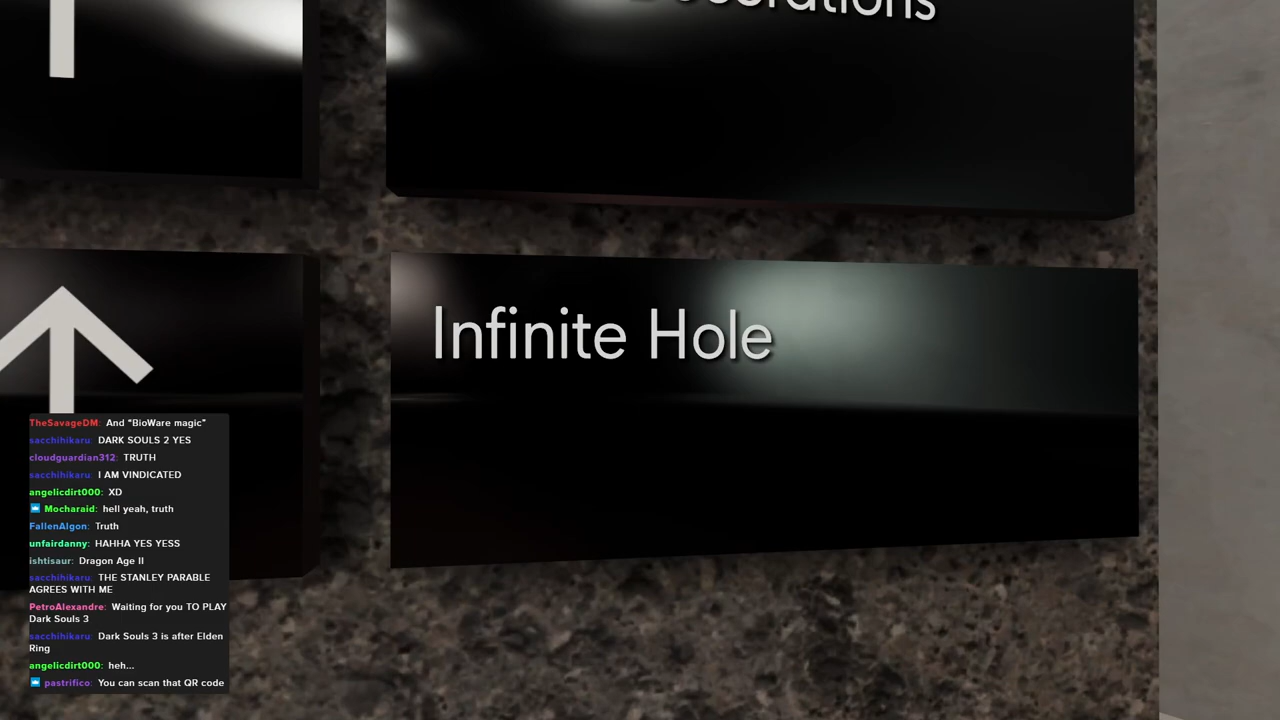 Decorations
Infinite Hole
TheSavageDM: And “BioWare magic”
sacchihikaru: DARK SOULS 2 YES
cloudguardian312: TRUTH
sacchihikaru: I AM VINDICATED
angelicdirt000: XD
Mocharaid: hell yeah, truth
FallenAlgon: Truth
unfairdanny: HAHHA YES YESS
ishtisaur: Dragon Age II
sacchihikaru: THE STANLEY PARABLE
AGREES WITH ME
PetroAlexandre: Waiting for you TO PLAY
Dark Souls 3
sacchihikaru: Dark Souls 3 is after Elden
Ring
angelicdirt000: heh...
pastrifico: You can scan that QR code